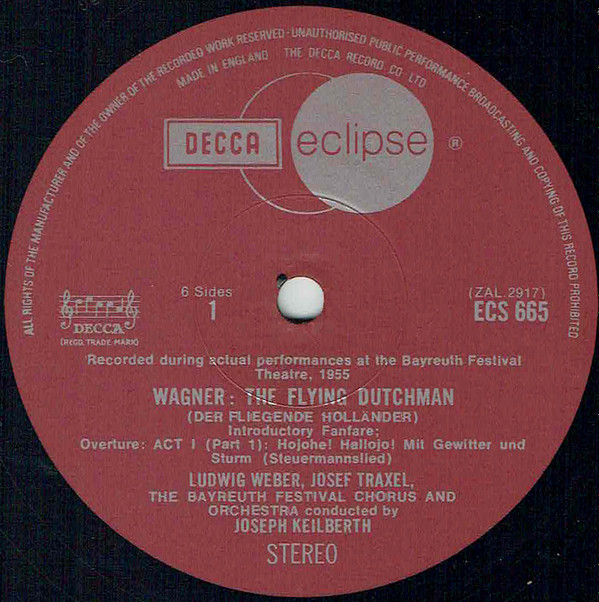 ALL RIGHTS OF THE MANUFACTURER AND OF THE OWNER OF THE RECORDED WORK RESERVED - UNAUTHORISED PUBLIC PERFORMANCE BROADCASTING AND COPYING OF THIS RECORD PROHIBITED
MADE IN ENGLAND THE DECCA RECORD CO LTD
DECCA eclipse ®
6 Sides
1
(ZAL.2917)
ECS 665
DECCA
(REGD. TRADE MARK)
Recorded during actual performances at the Bayreuth Festival
Theatre, 1955
WAGNER: THE FLYING DUTCHMAN
(DER FLIEGENDE HOLLÄNDER)
Introductory Fanfare;
Overture: ACT I (Part 1): Hojohe! Hallojo! Mit Gewitter und
Sturm (Steuermannslied)
LUDWIG WEBER, JOSEF TRAXEL,
THE BAYREUTH FESTIVAL CHORUS AND
ORCHESTRA conducted by
JOSEPH KEILBERTH
STEREO